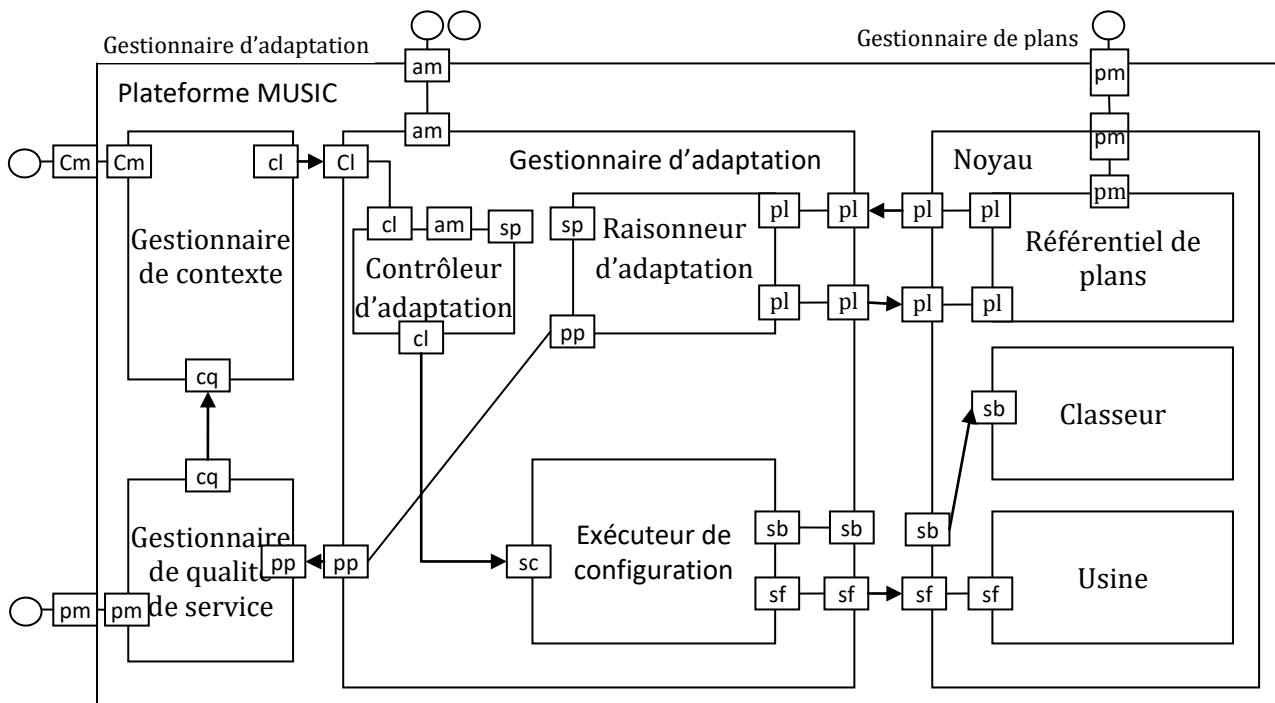 Gestionnaire d’adaptation
Gestionnaire de plans
am
pm
Plateforme MUSIC
am
pm
Cm
Cm
cl
Cl
Gestionnaire d’adaptation
Noyau
pm
cl
am
sp
sp
pl
pl
pl
pl
Gestionnaire
de contexte
Contrôleur
d’adaptation
Raisonneur
d’adaptation
Référentiel de
plans
pl
pl
pl
pl
cl
pp
cq
sb
Classeur
cq
Gestionnaire
de qualité
de service
pp
pp
sc
Exécuteur de
configuration
sb
sb
sb
Usine
pm
pm
sf
sf
sf
sf